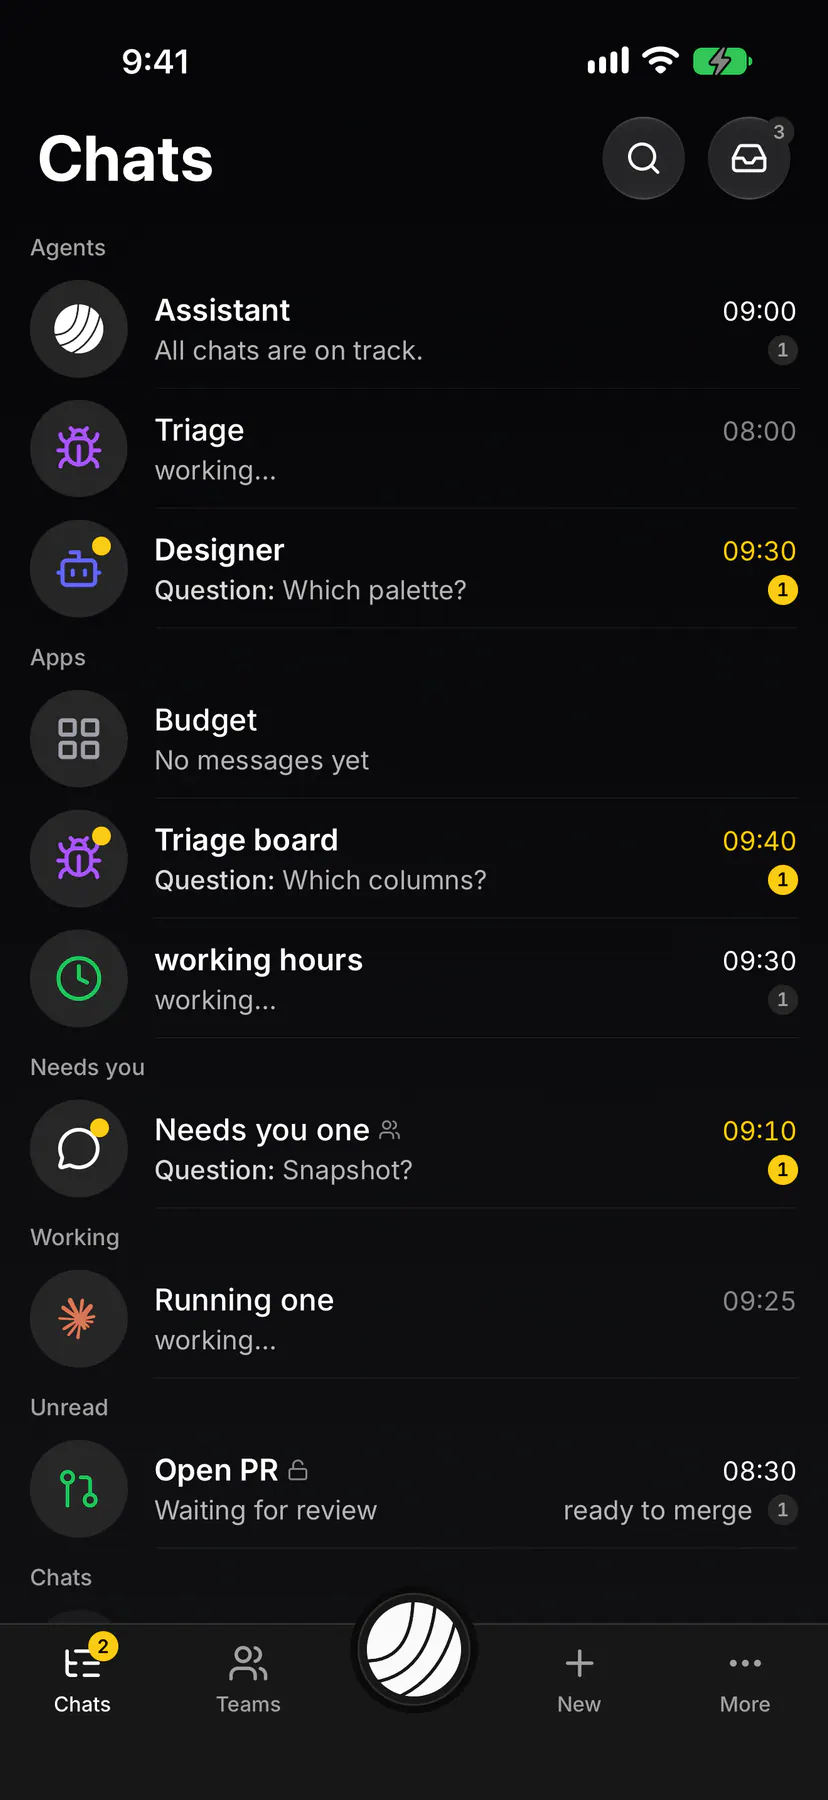 9:41
Chats
3
Agents
Assistant 09:00
All chats are on track. 1
Triage 08:00
working...
Designer 09:30
Question: Which palette? 1
Apps
Budget
No messages yet
Triage board 09:40
Question: Which columns? 1
working hours 09:30
working... 1
Needs you
Needs you one 09:10
Question: Snapshot? 1
Working
Running one 09:25
working...
Unread
Open PR 08:30
Waiting for review ready to merge 1
Chats
2
Chats Teams New More